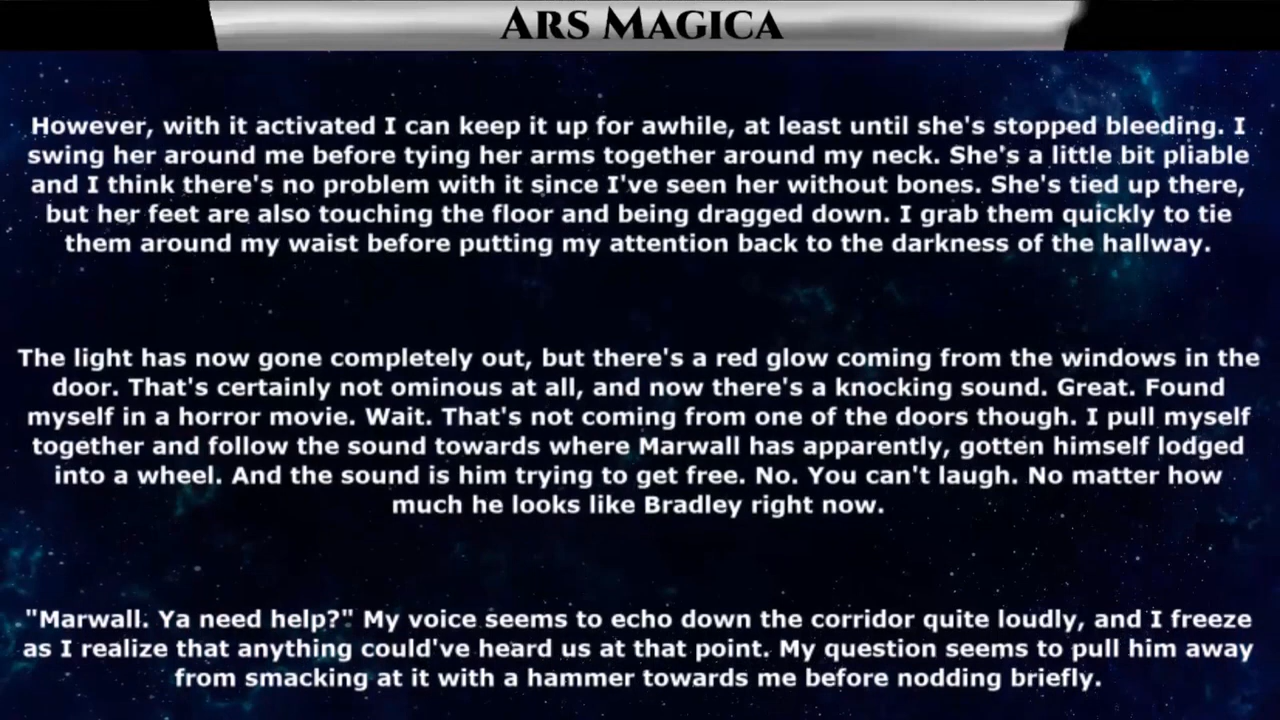 Ars Magica
However, with it activated I can keep it up for awhile, at least until she's stopped bleeding. I
swing her around me before tying her arms together around my neck. She's a little bit pliable
and I think there's no problem with it since I've seen her without bones. She's tied up there,
but her feet are also touching the floor and being dragged down. I grab them quickly to tie
them around my waist before putting my attention back to the darkness of the hallway.
The light has now gone completely out, but there's a red glow coming from the windows in the
door. That's certainly not ominous at all, and now there's a knocking sound. Great. Found
myself in a horror movie. Wait. That's not coming from one of the doors though. I pull myself
together and follow the sound towards where Marwall has apparently, gotten himself lodged
into a wheel. And the sound is him trying to get free. No. You can't laugh. No matter how
much he looks like Bradley right now.
"Marwall. Ya need help?" My voice seems to echo down the corridor quite loudly, and I freeze
as I realize that anything could've heard us at that point. My question seems to pull him away
from smacking at it with a hammer towards me before nodding briefly.